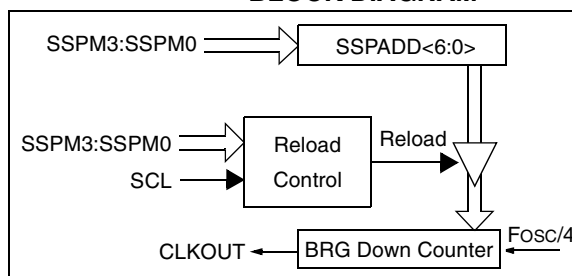 BLOCK DIAGRAM
SSPM3:SSPM0
SSPADD<6:0>
SSPM3:SSPM0
Reload
Control
Reload
SCL
CLKOUT
BRG Down Counter
FOSC/4